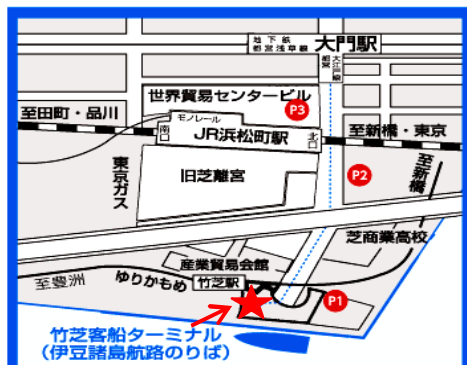 地下鉄
都営浅草線
大門駅
都営
大江戸線
世界貿易センタービル
P3
モノレール
至田町・品川
南口
JR浜松町駅
北口
至新橋・東京
東京ガス
旧芝離宮
P2
至新橋
芝商業高校
産業貿易会館
至豊洲
ゆりかもめ
竹芝駅
P1
竹芝客船ターミナル
(伊豆諸島航路のりば)